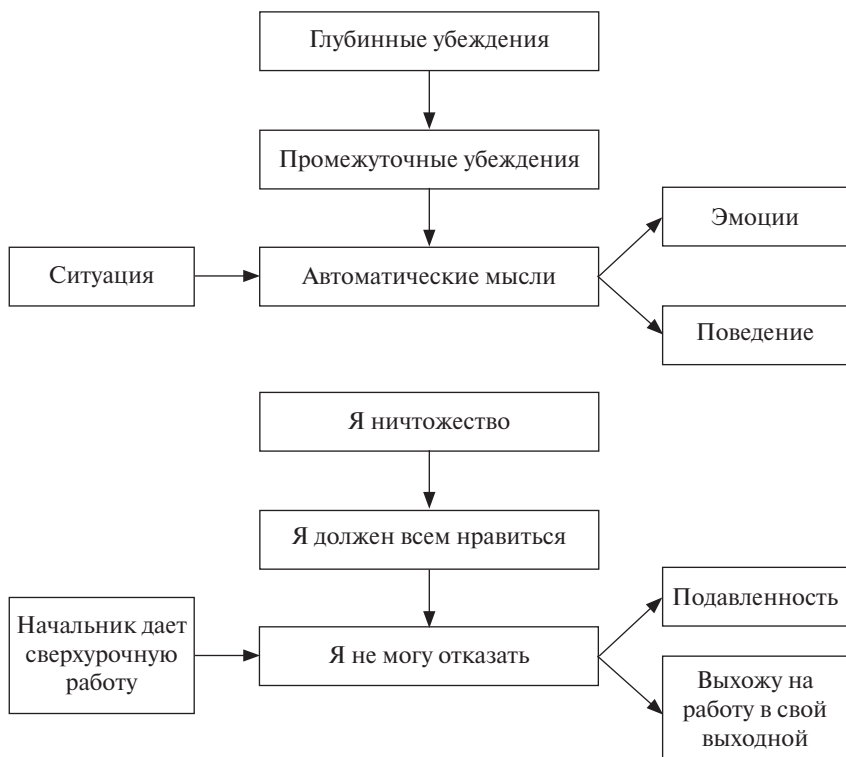 Глубинные убеждения
Промежуточные убеждения
Эмоции
Ситуация
Автоматические мысли
Поведение
Я ничтожество
Я должен всем нравиться
Подавленность
Начальник дает
сверхурочную
работу
Я не могу отказать
Выхожу на
работу в свой
выходной